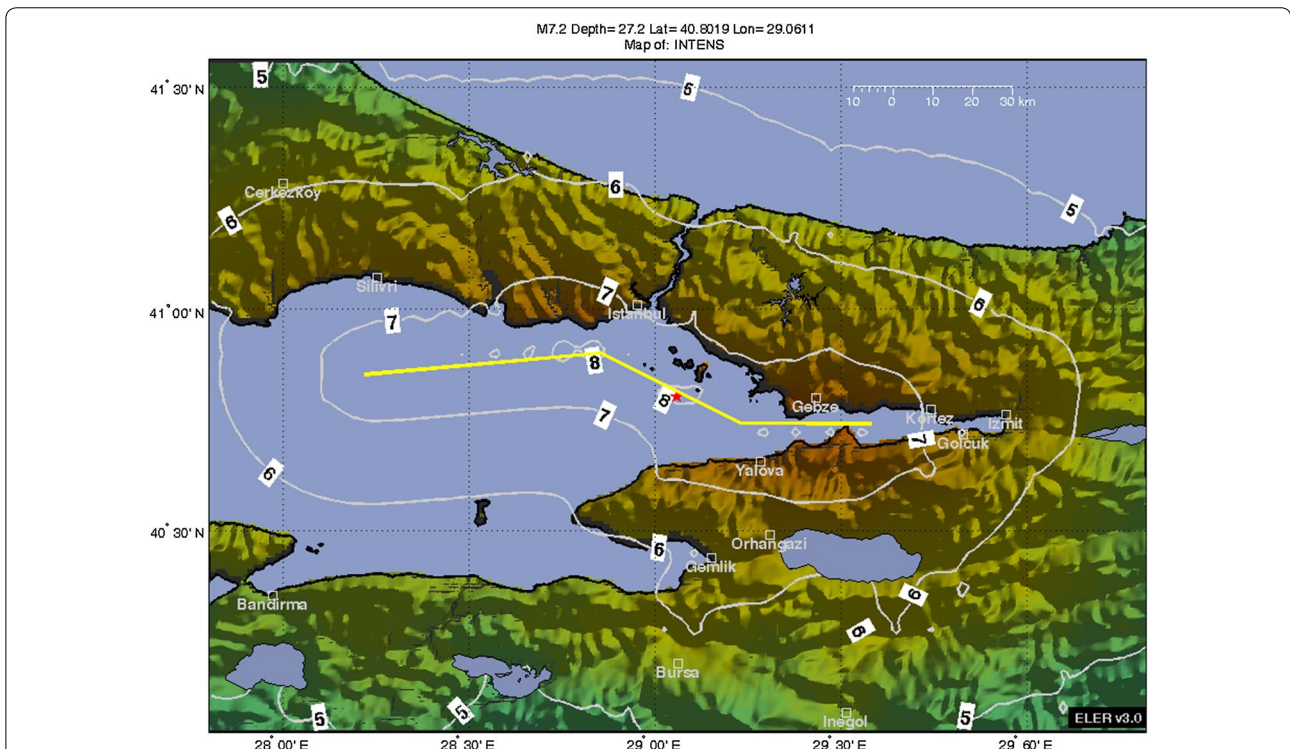 M7.2 Depth= 27.2 Lat= 40.8019 Lon= 29.0611
Map of: INTENS
5
41° 30' N
6
10 0 10 20 30 km
6
Cerkezkoy
5
6
Silivri
7
6
41° 00' N
7
Istanbul
8
8
Gebze
Korfez
Izmit
7
7
Golcuk
6
Yalova
40° 30' N
6
Orhangazi
Gemlik
Bandirma
6
6
Bursa
5
5
Inegol
5
ELER v3.0
28° 00' E
28° 30' E
29° 00' E
29° 30' E
29° 60' E